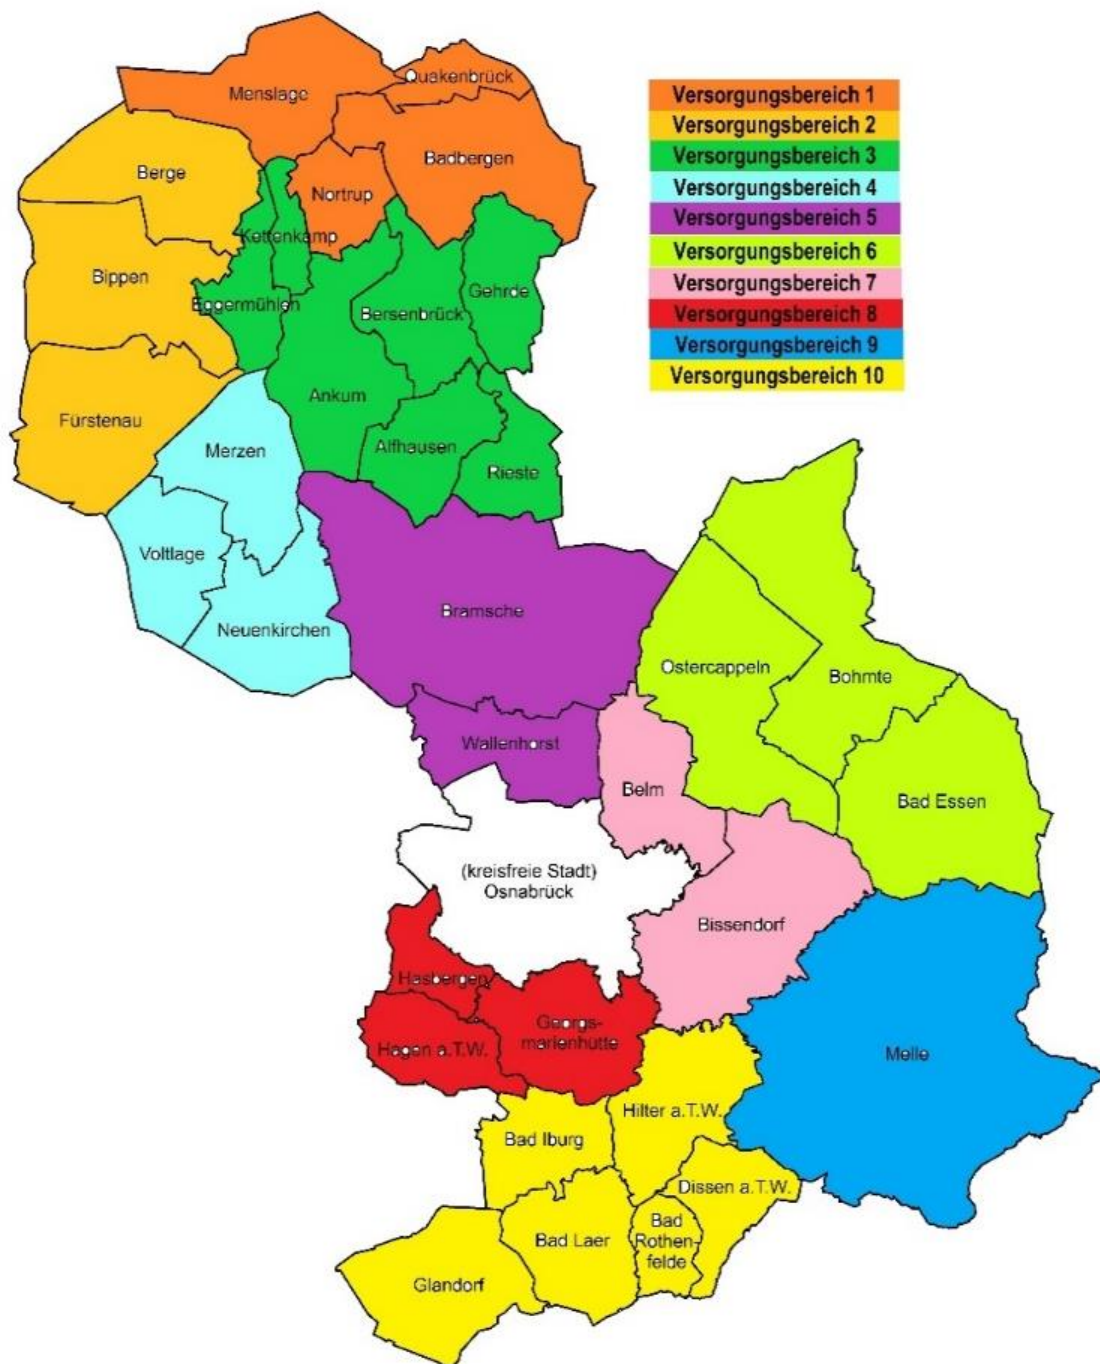 Quakenbrück
Menslage
Badbergen
Berge
Nortrup
Kettenkamp
Bippen
Eggermühlen
Bersenbrück
Gehrde
Ankum
Fürstenau
Alfhausen
Merzen
Rieste
Voltlage
Neuenkirchen
Bramsche
Wallenhorst
Ostercappeln
Bohmte
Belm
Bad Essen
(kreisfreie Stadt)
Osnabrück
Bissendorf
Hasbergen
Georgs-
marienhütte
Hagen a.T.W.
Melle
Hilter a.T.W.
Bad Iburg
Dissen a.T.W.
Bad
Rothen-
felde
Bad Laer
Glandorf
Versorgungsbereich 1
Versorgungsbereich 2
Versorgungsbereich 3
Versorgungsbereich 4
Versorgungsbereich 5
Versorgungsbereich 6
Versorgungsbereich 7
Versorgungsbereich 8
Versorgungsbereich 9
Versorgungsbereich 10